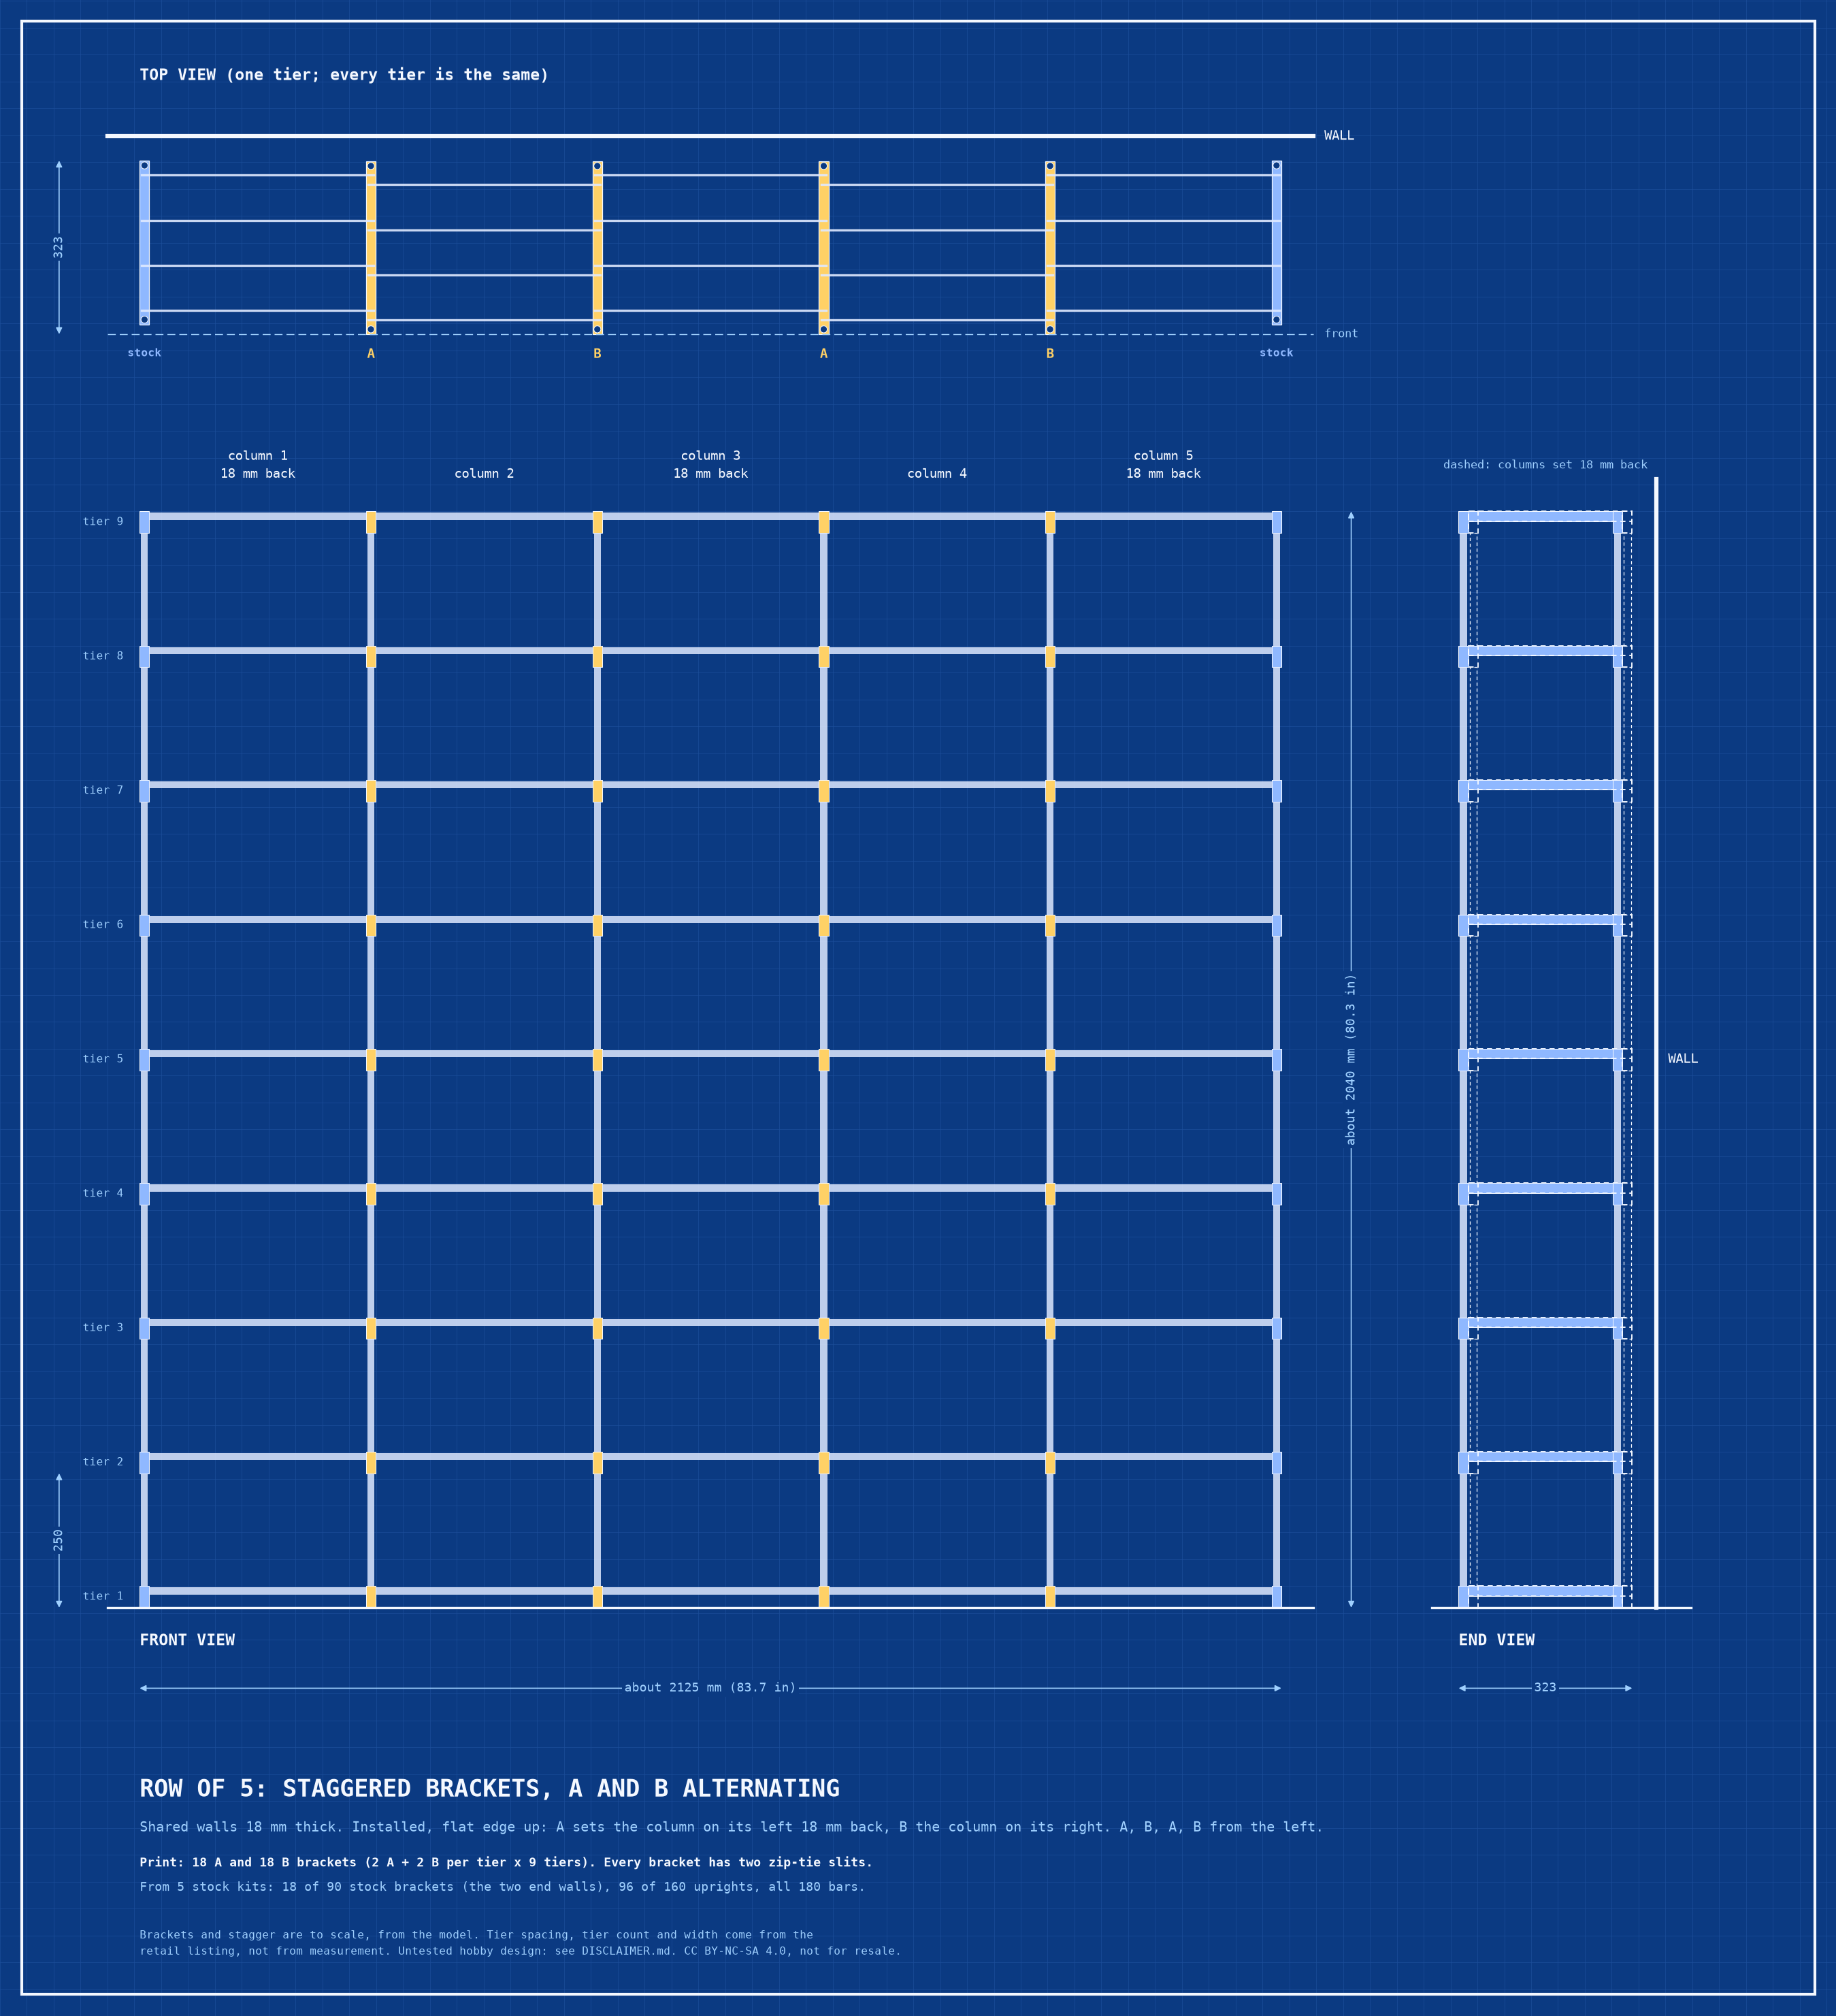 TOP VIEW (one tier; every tier is the same)
WALL
323
front
stock
A
B
A
B
stock
column 1
18 mm back
column 2
column 3
18 mm back
column 4
column 5
18 mm back
dashed: columns set 18 mm back
tier 9
tier 8
tier 7
tier 6
tier 5
tier 4
tier 3
tier 2
tier 1
250
about 2040 mm (80.3 in)
WALL
FRONT VIEW
END VIEW
about 2125 mm (83.7 in)
323
ROW OF 5: STAGGERED BRACKETS, A AND B ALTERNATING
Shared walls 18 mm thick. Installed, flat edge up: A sets the column on its left 18 mm back, B the column on its right. A, B, A, B from the left.
Print: 18 A and 18 B brackets (2 A + 2 B per tier x 9 tiers). Every bracket has two zip-tie slits.
From 5 stock kits: 18 of 90 stock brackets (the two end walls), 96 of 160 uprights, all 180 bars.
Brackets and stagger are to scale, from the model. Tier spacing, tier count and width come from the
retail listing, not from measurement. Untested hobby design: see DISCLAIMER.md. CC BY-NC-SA 4.0, not for resale.